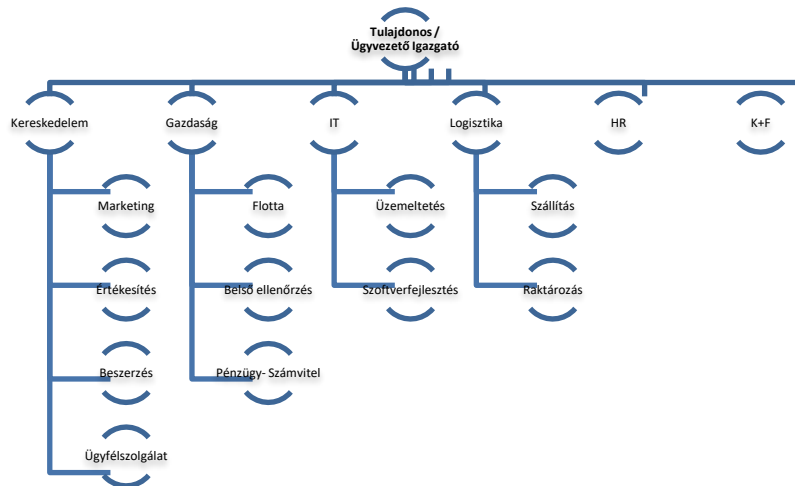 Tulajdonos /
Ügyvezető Igazgató
Kereskedelem
Gazdaság
IT
Logisztika
HR
K+F
Marketing
Flotta
Üzemeltetés
Szállítás
Értékesítés
Belső ellenőrzés
Szoftverfejlesztés
Raktározás
Beszerzés
Pénzügy- Számvitel
Ügyfélszolgálat